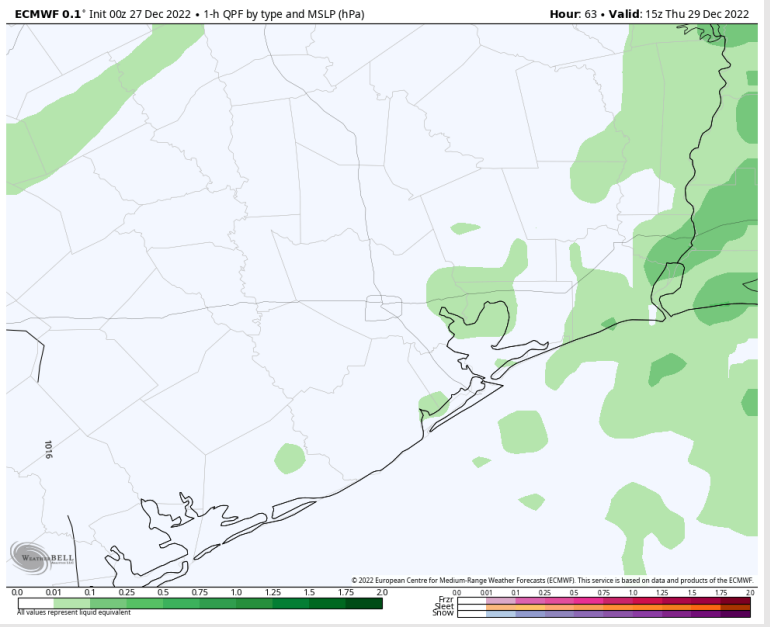 ECMWF 0.1° Init 00z 27 Dec 2022 • 1-h QPF by type and MSLP (hPa)
Hour: 63 • Valid: 15z Thu 29 Dec 2022
1016
WEATHERBELL
© 2022 European Centre for Medium-Range Weather Forecasts (ECMWF). This service is based on data and products of the ECMWF.
0.0 0.01 0.1 0.25 0.5 0.75 1.0 1.25 1.5 1.75 2.0
All values represent liquid equivalent
0.0 0.01 0.1 0.25 0.5 0.75 1.0 1.25 1.5 1.75 2.0
Frzr
Sleet
Snow